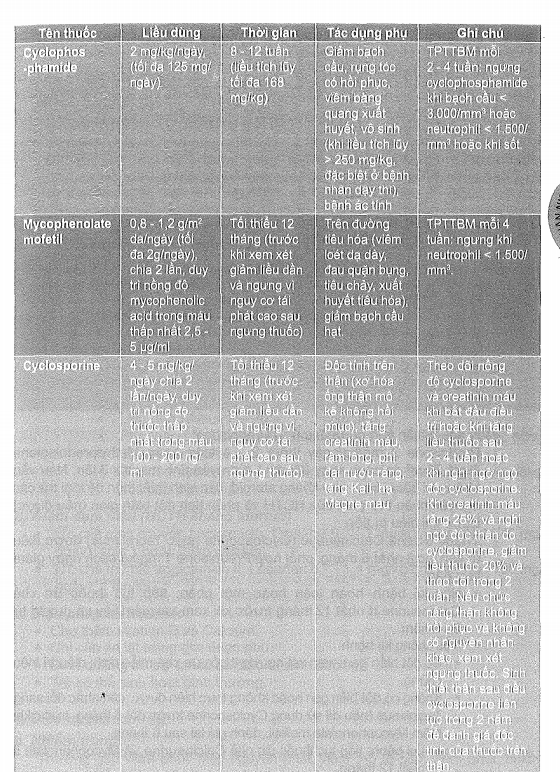 Tên thuốc
Liều dùng
Thời gian
Tác dụng phụ
Ghi chú
Cyclophos
-phamide
2 mg/kg/ngày,
(tối đa 125 mg/
ngày)
8 - 12 tuần
(liều tích lũy
tối đa 168
mg/kg)
Giảm bạch
cầu, rụng tóc
có hồi phục,
viêm bàng
quang xuất
huyết, vô sinh
(khi liều tích lũy
> 250 mg/kg,
đặc biệt ở bệnh
nhân dậy thì),
bệnh ác tính
TPTTBM mỗi
2 - 4 tuần: ngưng
cyclophosphamide
khi bạch cầu <
3.000/mm³ hoặc
neutrophil < 1.500/
mm³ hoặc khi sốt.
Mycophenolate
mofetil
0,8 - 1,2 g/m²
da/ngày (tối
đa 2g/ngày),
chia 2 lần, duy
trì nồng độ
mycophenolic
acid trong máu
thấp nhất 2,5 -
5 µg/ml
Tối thiểu 12
tháng (trước
khi xem xét
giảm liều dần
và ngưng vì
nguy cơ tái
phát cao sau
ngưng thuốc)
Trên đường
tiêu hóa (viêm
loét dạ dày,
đau quặn bụng,
tiêu chảy, xuất
huyết tiêu hóa),
giảm bạch cầu
hạt.
TPTTBM mỗi 4
tuần: ngưng khi
neutrophil < 1.500/
mm³.
Cyclosporine
4 - 5 mg/kg/
ngày chia 2
lần/ngày, duy
trì nồng độ
thuốc thấp
nhất trong máu
100 - 200 ng/
ml
Tối thiểu 12
tháng (trước
khi xem xét
giảm liều dần
và ngưng vì
nguy cơ tái
phát cao sau
ngưng thuốc)
Độc tính trên
thận (xơ hóa
ống thận mô
kẽ không hồi
phục), tăng
creatinin máu,
rậm lông, phì
đại nướu răng,
tăng Kali, hạ
Magne máu
Theo dõi nồng
độ cyclosporine
và creatinin máu
khi bắt đầu điều
trị hoặc khi tăng
liều thuốc sau
2 - 4 tuần hoặc
khi nghi ngờ ngộ
độc cyclosporine.
Khi creatinin máu
tăng 25% và nghi
ngờ độc thận do
cyclosporine, giảm
liều thuốc 20% và
theo dõi trong 2
tuần. Nếu chức
năng thận không
hồi phục và không
có nguyên nhân
khác, xem xét
ngưng thuốc. Sinh
thiết thận sau điều
cyclosporine liên
tục trong 2 năm
để đánh giá độc
tính của thuốc trên
thận.